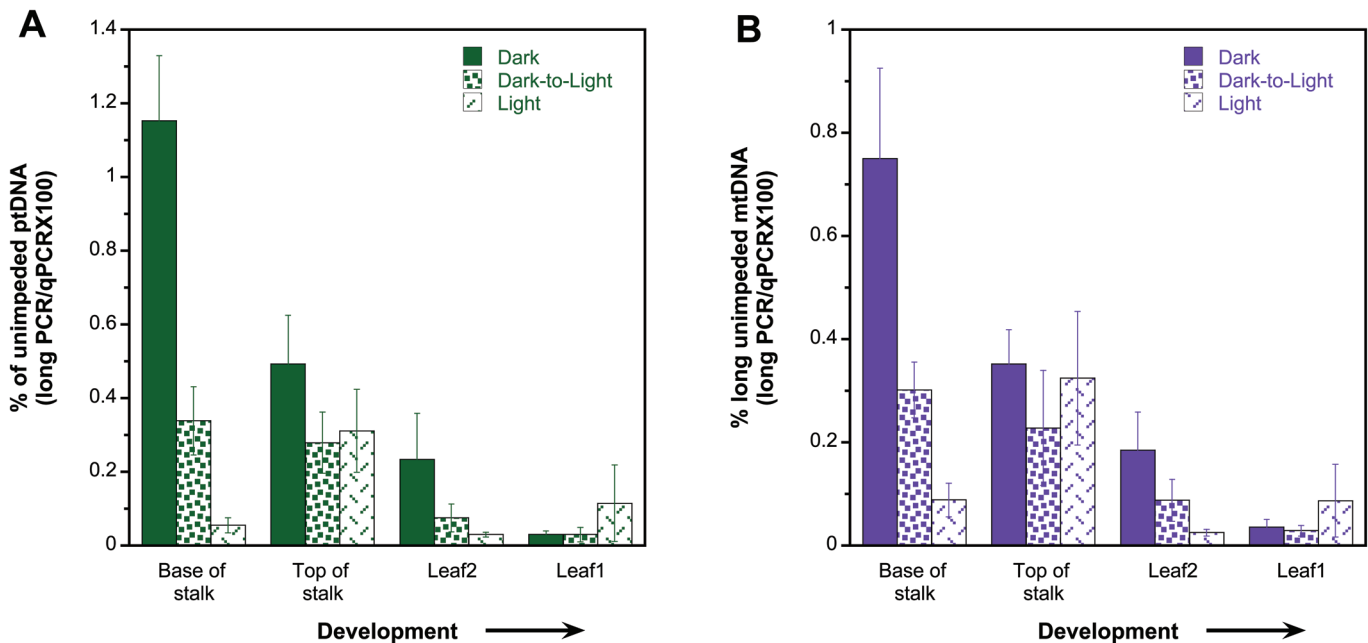 A
% of unimpeded ptDNA
(long PCR/qPCRX100)
1.4
1.2
1
0.8
0.6
0.4
0.2
0
Dark
Dark-to-Light
Light
Base of
stalk
Top of
stalk
Leaf2
Leaf1
Development
B
% long unimpeded mtDNA
(long PCR/qPCRX100)
1
0.8
0.6
0.4
0.2
0
Dark
Dark-to-Light
Light
Base of
stalk
Top of
stalk
Leaf2
Leaf1
Development